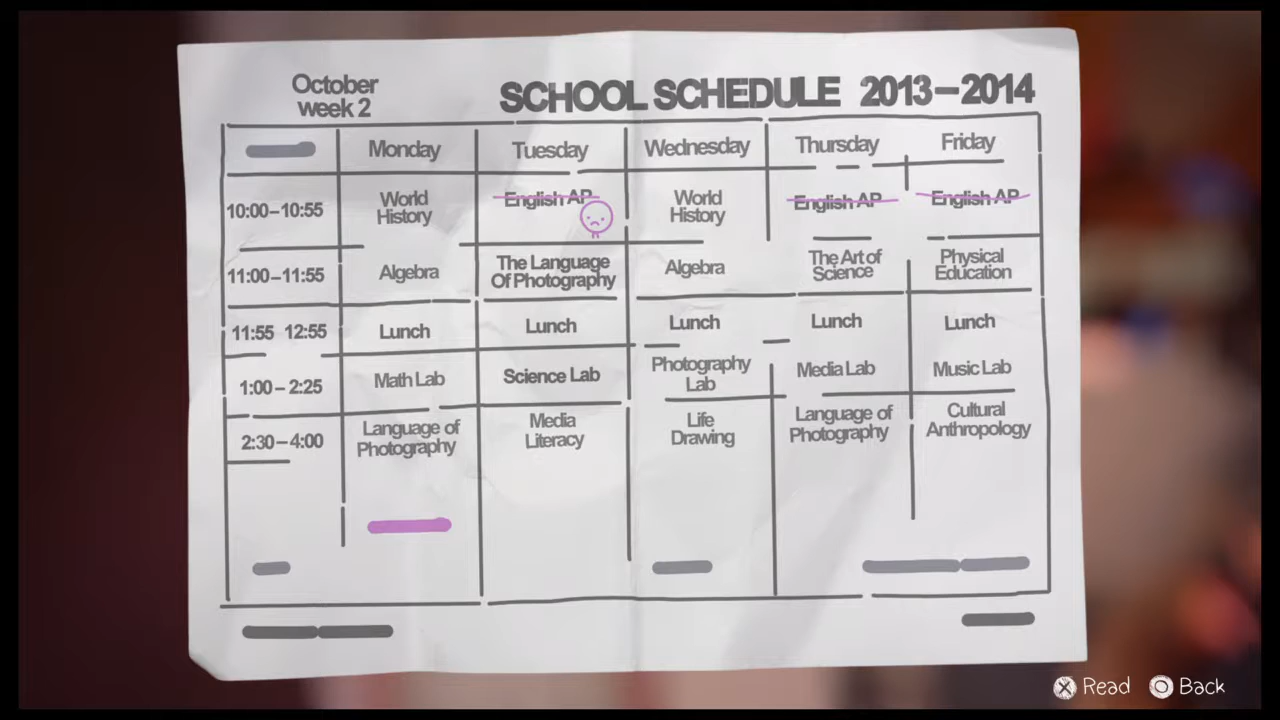 October
week 2
SCHOOL SCHEDULE 2013-2014
Monday Tuesday Wednesday Thursday Friday
10:00-10:55 World History English AP World History English AP English AP
11:00-11:55 Algebra The Language Of Photography Algebra The Art of Science Physical Education
11:55 12:55 Lunch Lunch Lunch Lunch Lunch
1:00-2:25 Math Lab Science Lab Photography Lab Media Lab Music Lab
2:30-4:00 Language of Photography Media Literacy Life Drawing Language of Photography Cultural Anthropology
Read Back